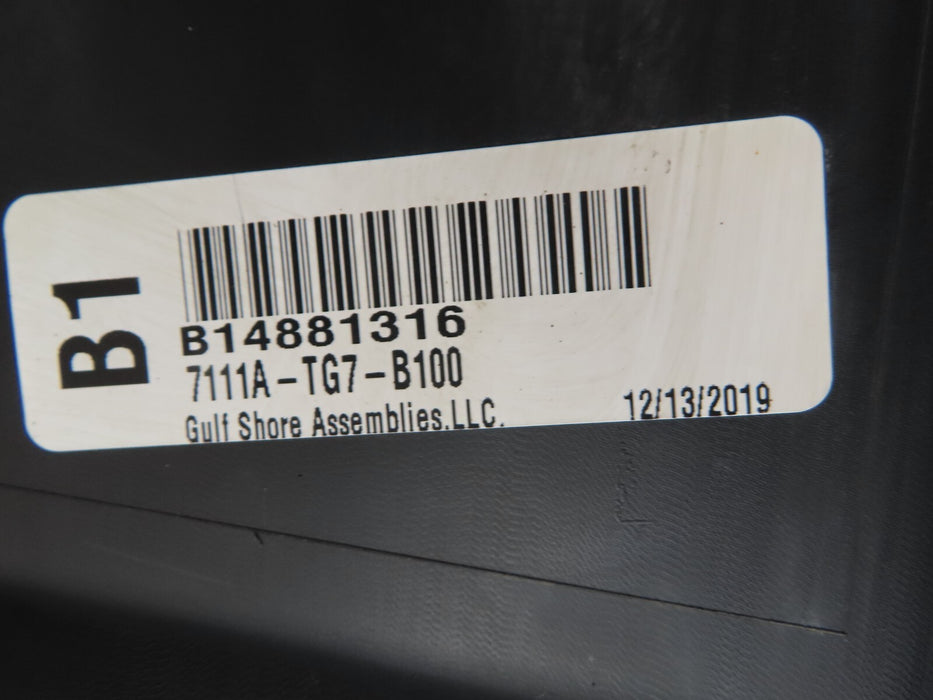 B1
B14881316
7111A-TG7-B100
Gulf Shore Assemblies,LLC.
12/13/2019